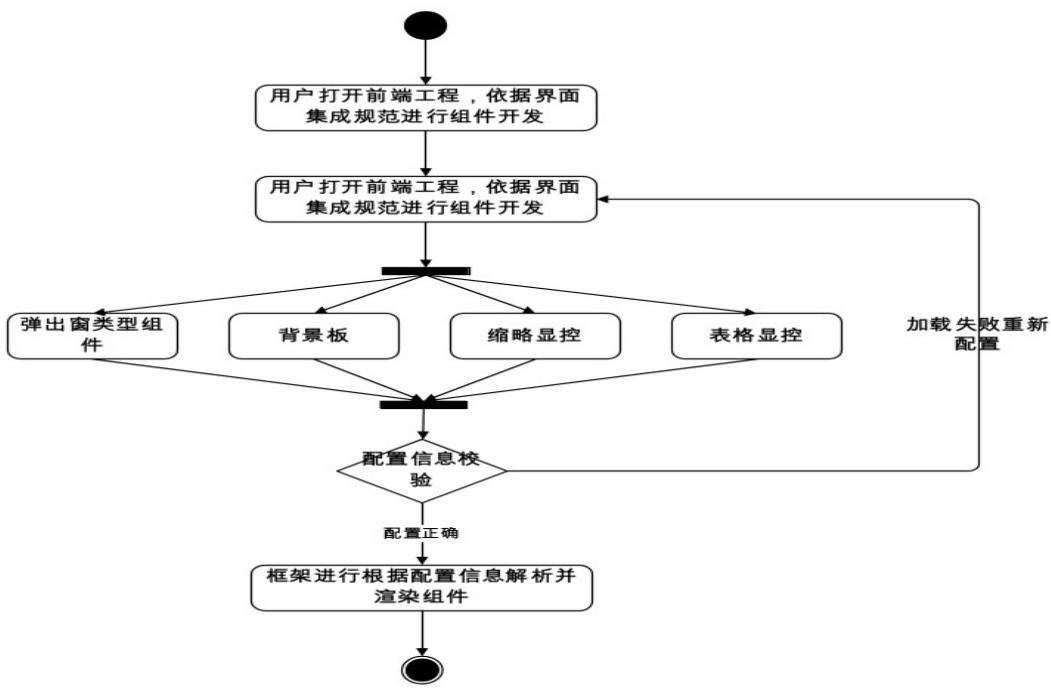 用户打开前端工程，依据界面
集成规范进行组件开发
用户打开前端工程，依据界面
集成规范进行组件开发
弹出窗类型组
件
背景板
缩略显控
表格显控
加载失败重新
配置
配置信息校
验
配置正确
框架进行根据配置信息解析并
渲染组件